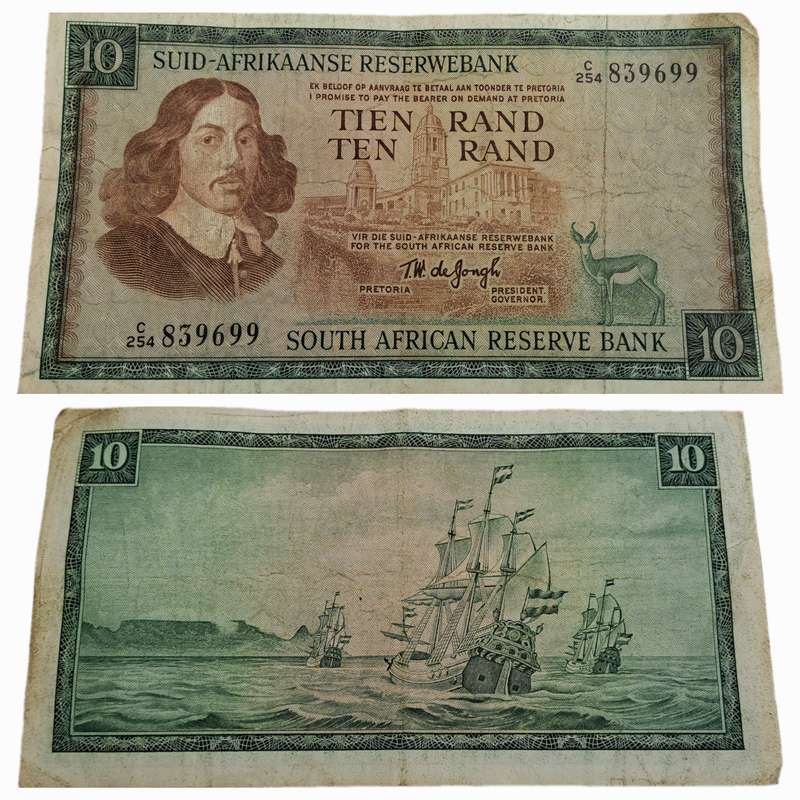 10
SUID-AFRIKAANSE RESERWEBANK
C/254 839699
EK BELOOF OP AANVRAAG TE BETAAL AAN TOONDER TE PRETORIA
I PROMISE TO PAY THE BEARER ON DEMAND AT PRETORIA
TIEN RAND
TEN RAND
VIR DIE SUID-AFRIKAANSE RESERWEBANK
FOR THE SOUTH AFRICAN RESERVE BANK
T.W. de Jongh
PRETORIA
PRESIDENT.
GOVERNOR.
C/254 839699
SOUTH AFRICAN RESERVE BANK
10
10
10